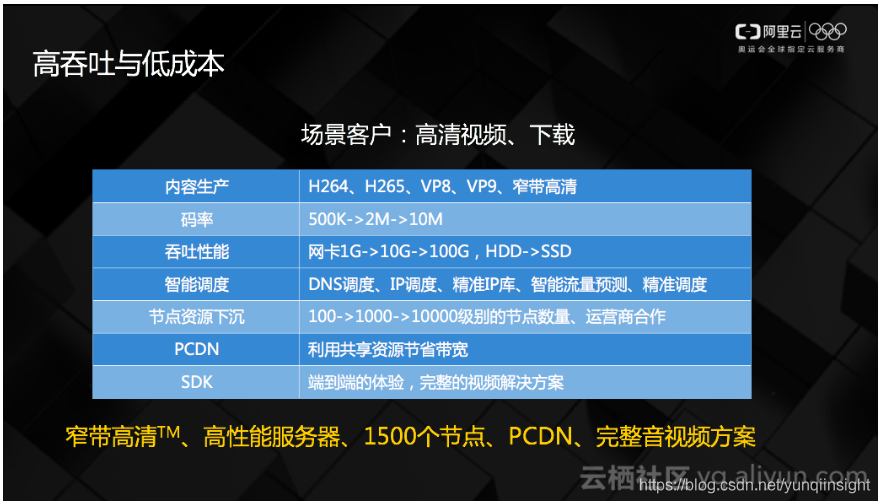 阿里云
奥运会全球指定云服务商
高吞吐与低成本
场景客户：高清视频、下载
内容生产 H264、H265、VP8、VP9、窄带高清
码率 500K->2M->10M
吞吐性能 网卡1G->10G->100G，HDD->SSD
智能调度 DNS调度、IP调度、精准IP库、智能流量预测、精准调度
节点资源下沉 100->1000->10000级别的节点数量、运营商合作
PCDN 利用共享资源节省带宽
SDK 端到端的体验，完整的视频解决方案
窄带高清TM、高性能服务器、1500个节点、PCDN、完整音视频方案
云栖社区 yq.aliyun.com
https://blog.csdn.net/yunqiinsight